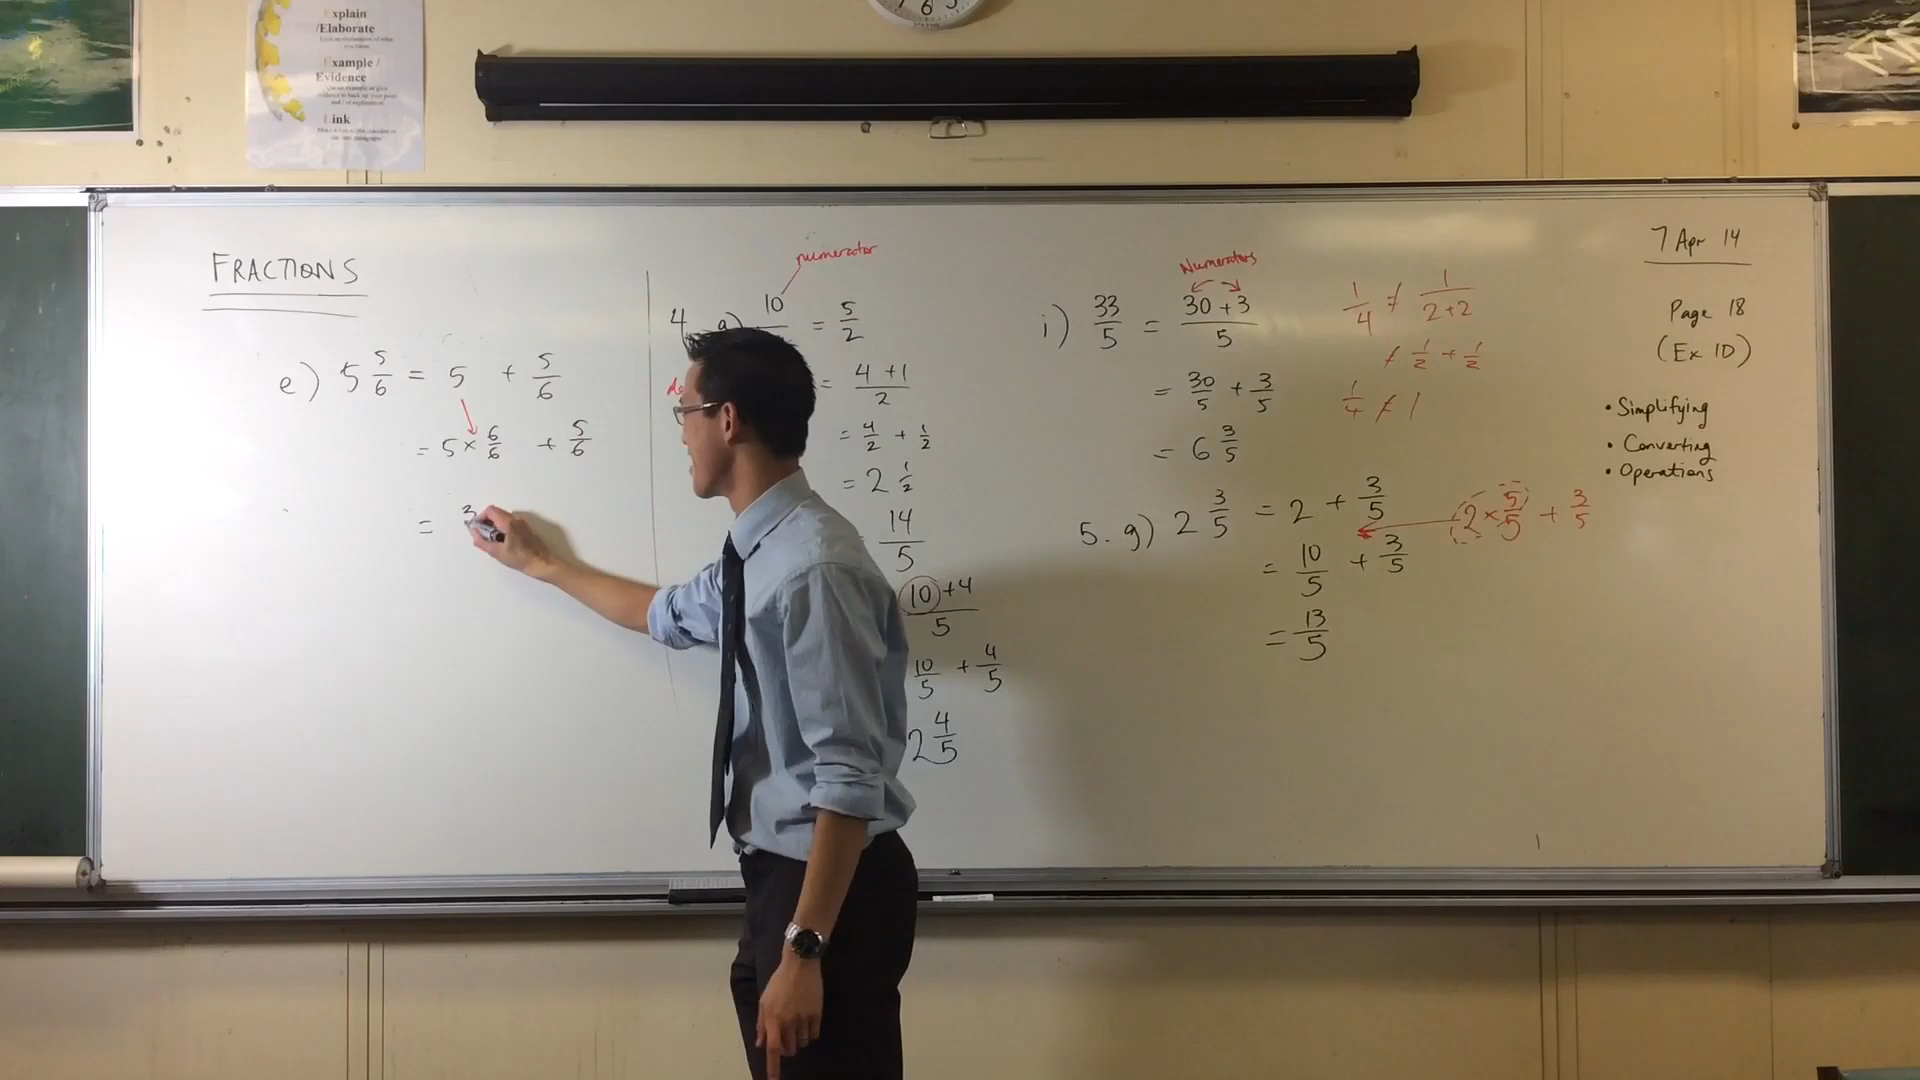 Explain
/Elaborate
Example /
Evidence
Link
6
FRACTIONS
e) 5 5/6 = 5 + 5/6
= 5 × 6/6 + 5/6
= 3
numerator
4 a) 10 = 5/2
de
= 4 + 1/2
= 4/2 + 1/2
= 2 1/2
14/5
10 + 4/5
10/5 + 4/5
2 4/5
Numerators
i) 33/5 = 30 + 3/5
= 30/5 + 3/5
= 6 3/5
1/4 ≠ 1/2+2
≠ 1/2 + 1/2
1/4 ≠ 1
5. g) 2 3/5 = 2 + 3/5
2 × 5/5 + 3/5
= 10/5 + 3/5
= 13/5
7 Apr 14
Page 18
(Ex 1D)
• Simplifying
• Converting
• Operations